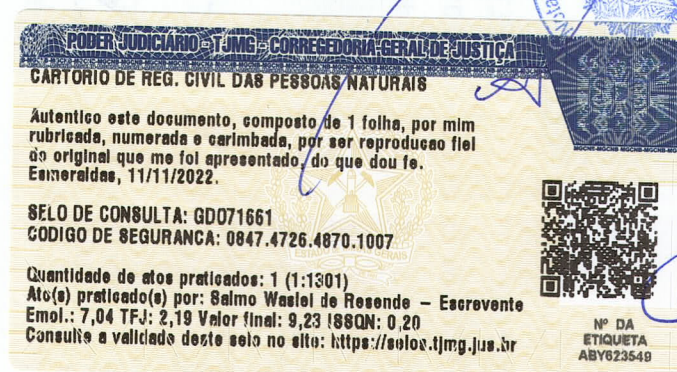 PODER JUDICIÁRIO - TJMG - CORREGEDORIA-GERAL DE JUSTIÇA
CARTORIO DE REG. CIVIL DAS PESSOAS NATURAIS
Autentico este documento, composto de 1 folha, por mim
rubricada, numerada e carimbada, por ser reproducao fiel
do original que me foi apresentado, do que dou fe.
Esmeraldas, 11/11/2022.
SELO DE CONSULTA: GDO71661
CODIGO DE SEGURANCA: 0847.4726.4870.1007
Quantidade de atos praticados: 1 (1:1301)
Ato(s) praticado(s) por: Salmo Waslei de Resende – Escrevente
Emol.: 7,04 TFJ: 2,19 Valor final: 9,23 ISSQN: 0,20
Consulte a validade deste selo no site: https://selos.tjmg.jus.br
Nº DA
ETIQUETA
ABY623549